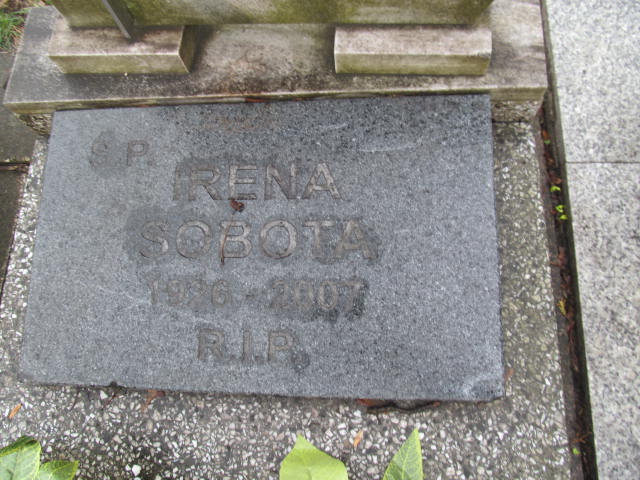 Ś.P.
IRENA
SOBOTA
1926 - 2007
R.I.P.